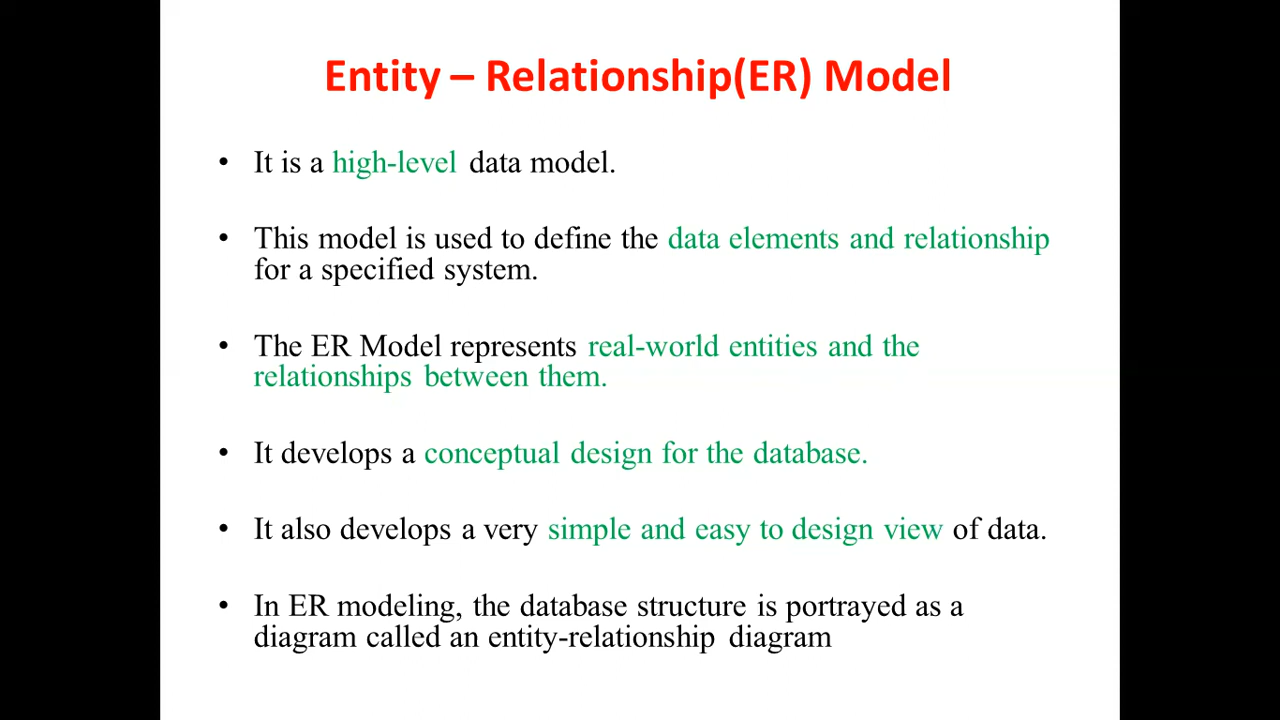 Entity – Relationship(ER) Model
• It is a high-level data model.
• This model is used to define the data elements and relationship
for a specified system.
• The ER Model represents real-world entities and the
relationships between them.
• It develops a conceptual design for the database.
• It also develops a very simple and easy to design view of data.
• In ER modeling, the database structure is portrayed as a
diagram called an entity-relationship diagram